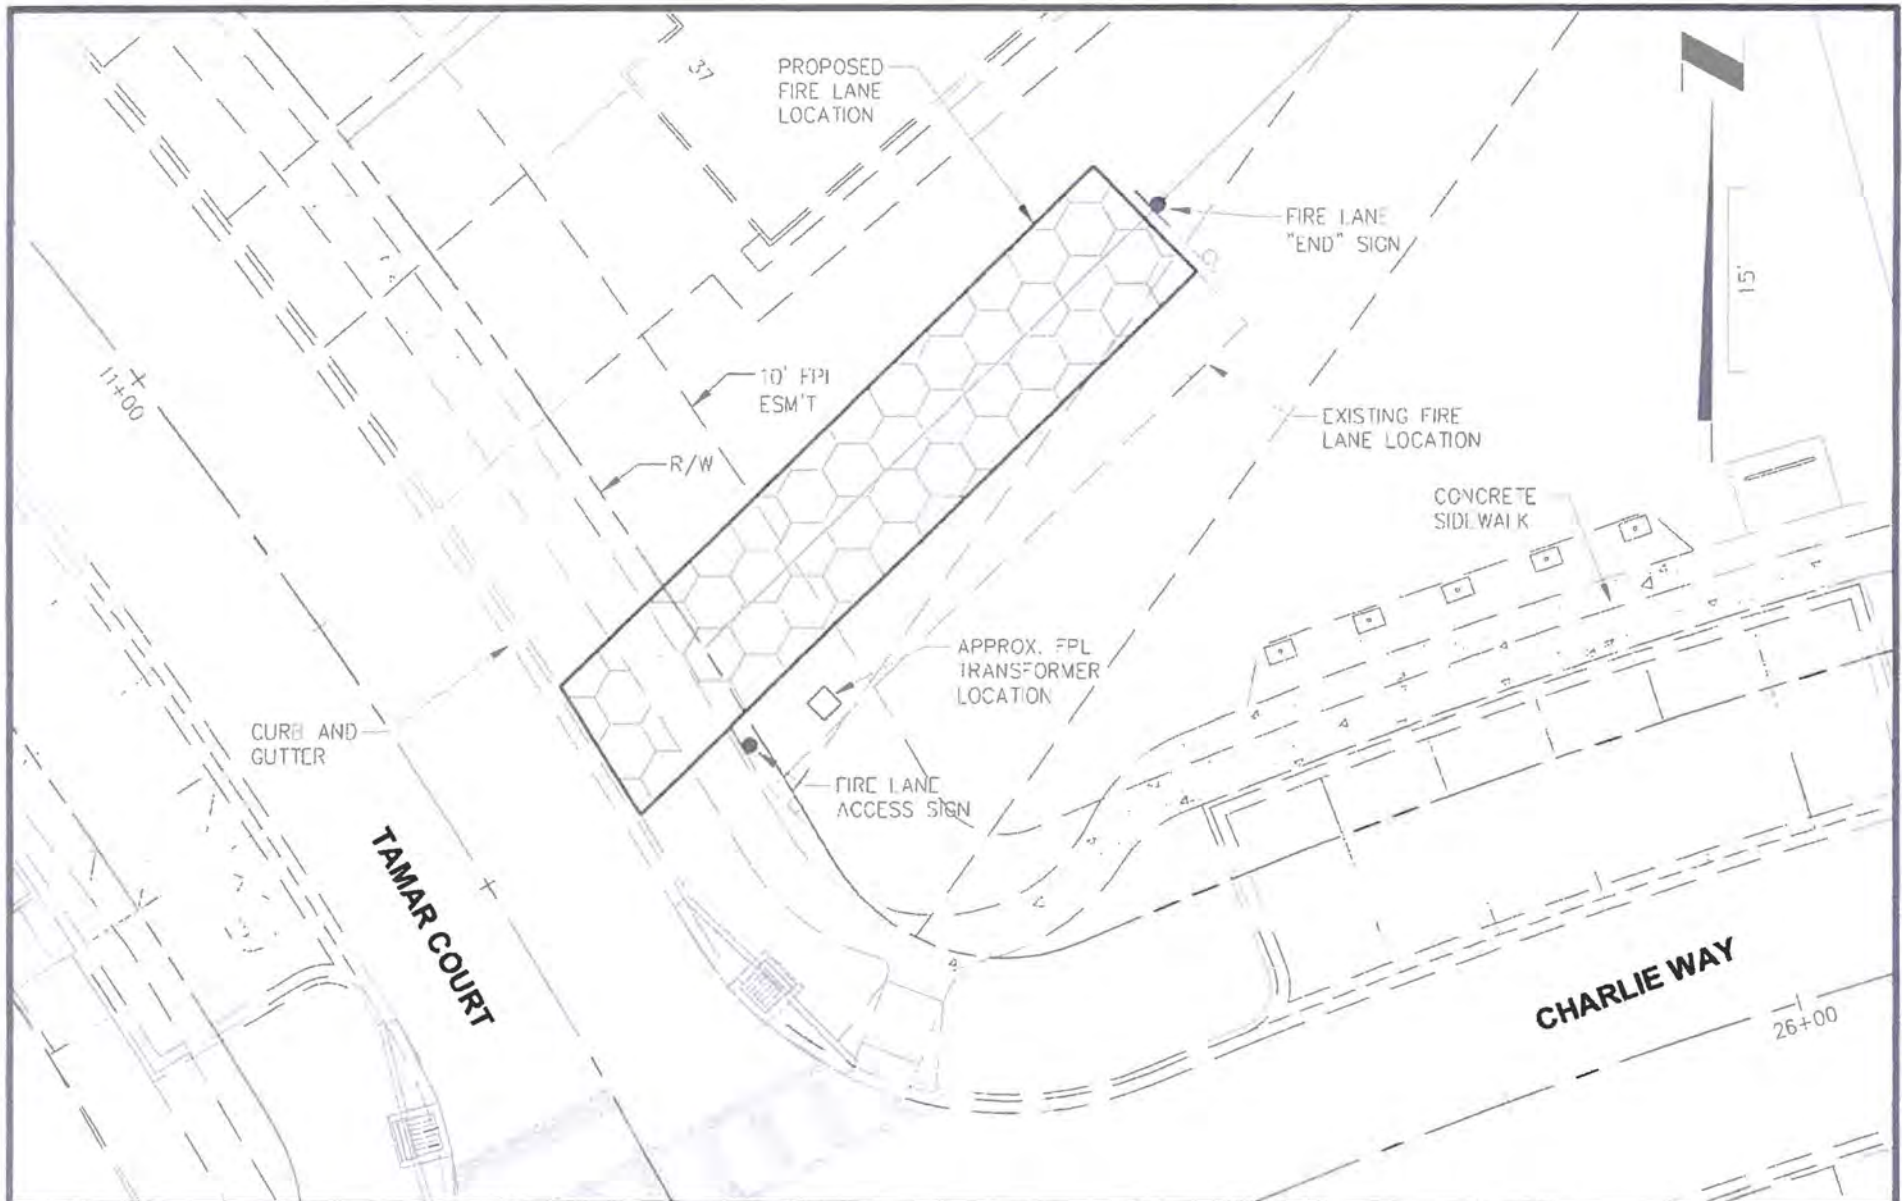 37
PROPOSED
FIRE LANE
LOCATION
FIRE LANE
"END" SIGN
15'
11+00
10' FPL
ESM'T
R/W
EXISTING FIRE
LANE LOCATION
CONCRETE
SIDEWALK
APPROX. FPL
TRANSFORMER
LOCATION
CURB AND
GUTTER
FIRE LANE
ACCESS SIGN
TAMAR COURT
CHARLIE WAY
26+00